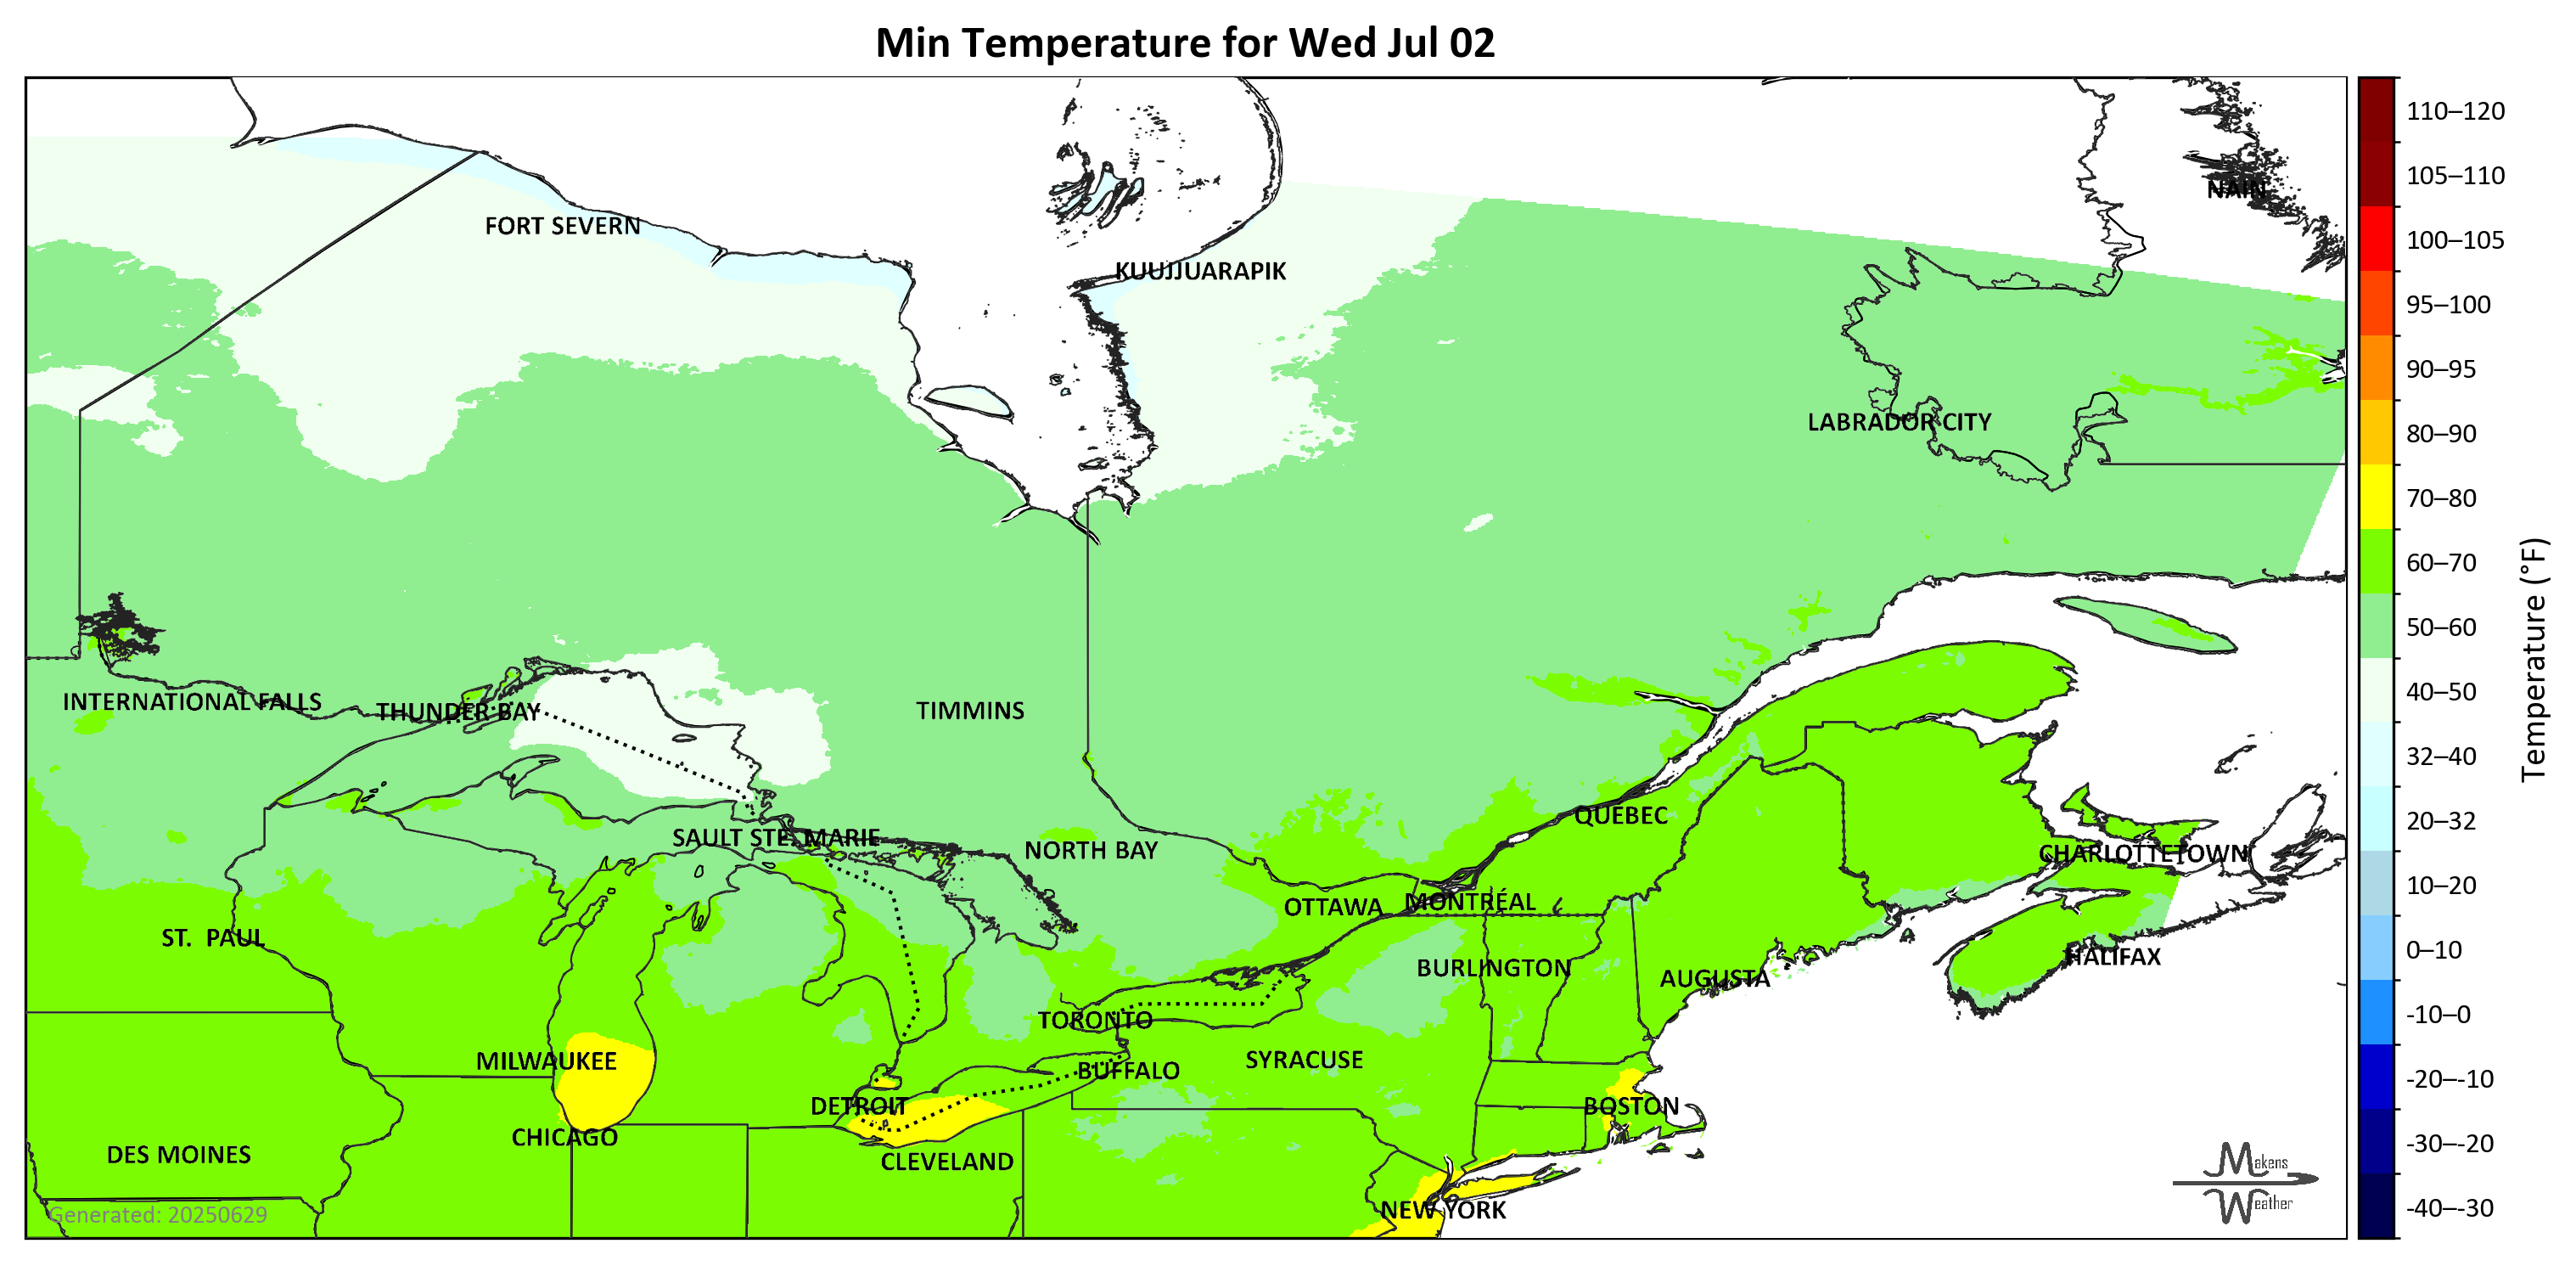 Min Temperature for Wed Jul 02
NAIN
FORT SEVERN
KUUJJUARAPIK
LABRADOR CITY
INTERNATIONAL FALLS
THUNDER BAY
TIMMINS
QUEBEC
SAULT STE. MARIE
NORTH BAY
CHARLOTTETOWN
OTTAWA
MONTRÉAL
ST. PAUL
HALIFAX
BURLINGTON
AUGUSTA
TORONTO
MILWAUKEE
SYRACUSE
BUFFALO
DETROIT
BOSTON
CHICAGO
DES MOINES
CLEVELAND
NEW YORK
Generated: 20250629
Makens
Weather
110–120
105–110
100–105
95–100
90–95
80–90
70–80
60–70
50–60
40–50
32–40
20–32
10–20
0–10
-10–0
-20–-10
-30–-20
-40–-30
Temperature (°F)